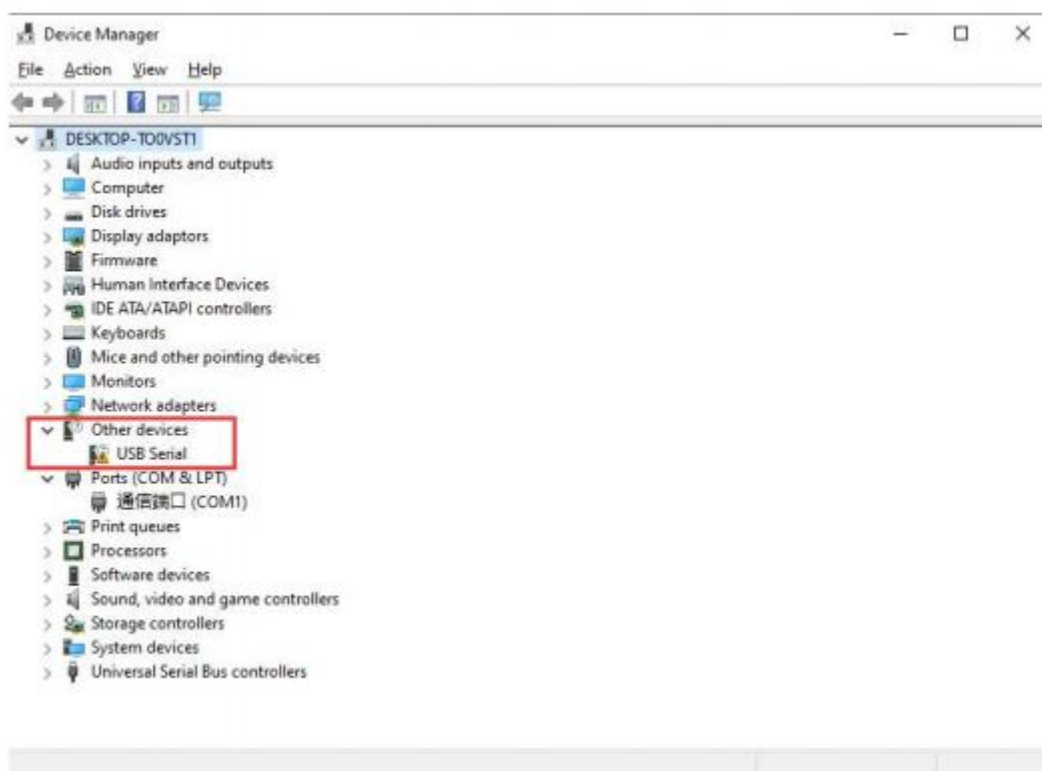 Device Manager
File Action View Help
DESKTOP-TO0VST1
Audio inputs and outputs
Computer
Disk drives
Display adaptors
Firmware
Human Interface Devices
IDE ATA/ATAPI controllers
Keyboards
Mice and other pointing devices
Monitors
Network adapters
Other devices
USB Serial
Ports (COM & LPT)
通信端口 (COM1)
Print queues
Processors
Software devices
Sound, video and game controllers
Storage controllers
System devices
Universal Serial Bus controllers